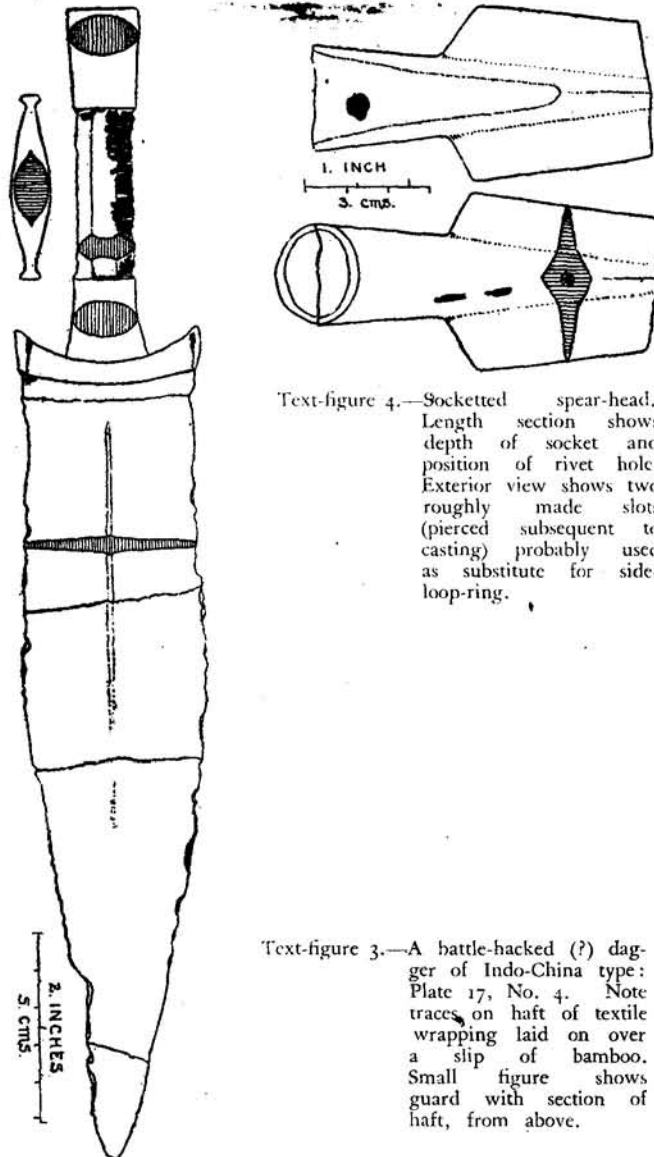 1. INCH
3. cms.
Text-figure 4.—Socketted spear-head.
Length section shows
depth of socket and
position of rivet hole
Exterior view shows two
roughly made slots
(pierced subsequent to
casting) probably used
as substitute for side
loop-ring.
2. INCHES.
5. cms.
Text-figure 3.—A battle-hacked (?) dag-
ger of Indo-China type:
Plate 17, No. 4. Note
traces on haft of textile
wrapping laid on over
a slip of bamboo.
Small figure shows
guard with section of
haft, from above.